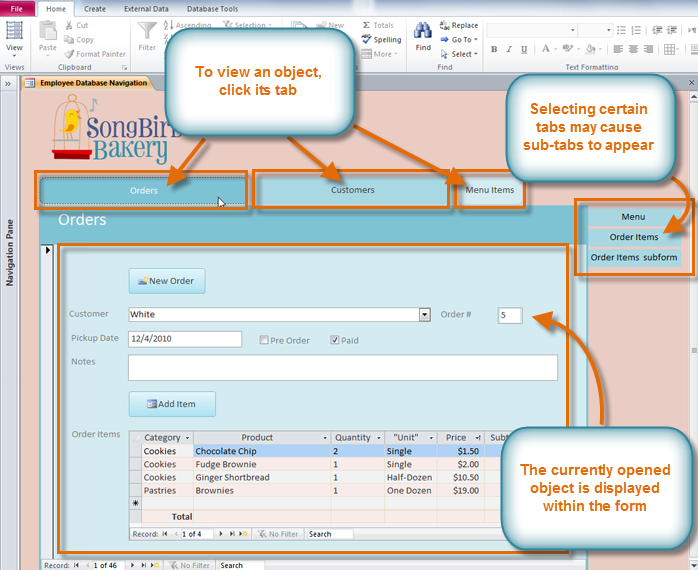 File Home Create External Data Database Tools
View
Views
Paste
Cut
Copy
Format Painter
Clipboard
Filter
Ascending
Selection
Totals
Spelling
More
Find
Replace
Go To
Select
Find
B I U A
Text Formatting
To view an object,
click its tab
Selecting certain
tabs may cause
sub-tabs to appear
Employee Database Navigation
SongBir
Bakery
Navigation Pane
Orders Customers Menu Items
Orders
Menu
Order Items
Order Items subform
New Order
Customer White Order # 5
Pickup Date 12/4/2010 Pre Order Paid
Notes
Add Item
Order Items
Category Product Quantity "Unit" Price Subt
Cookies Chocolate Chip 2 Single $1.50
Cookies Fudge Brownie 1 Single $2.00
Cookies Ginger Shortbread 1 Half-Dozen $10.50
Pastries Brownies 1 One Dozen $19.00
Total
Record: 1 of 4 No Filter Search
The currently opened
object is displayed
within the form
Record: 1 of 46 No Filter Search